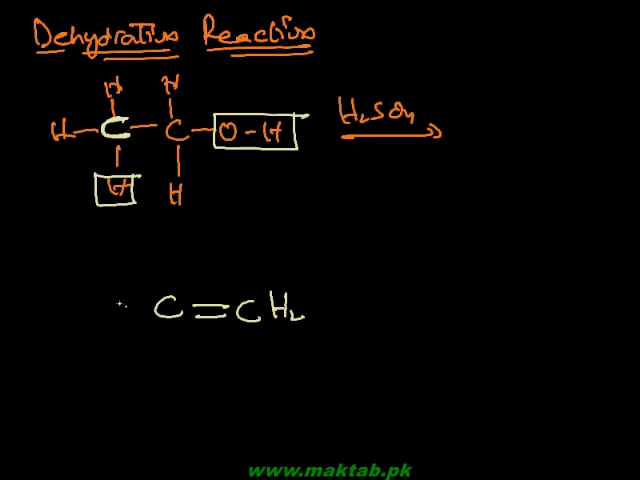 Dehydration Reaction
H H
H - C - C - O - H H2SO4
H H
C = CH2
www.maktab.pk